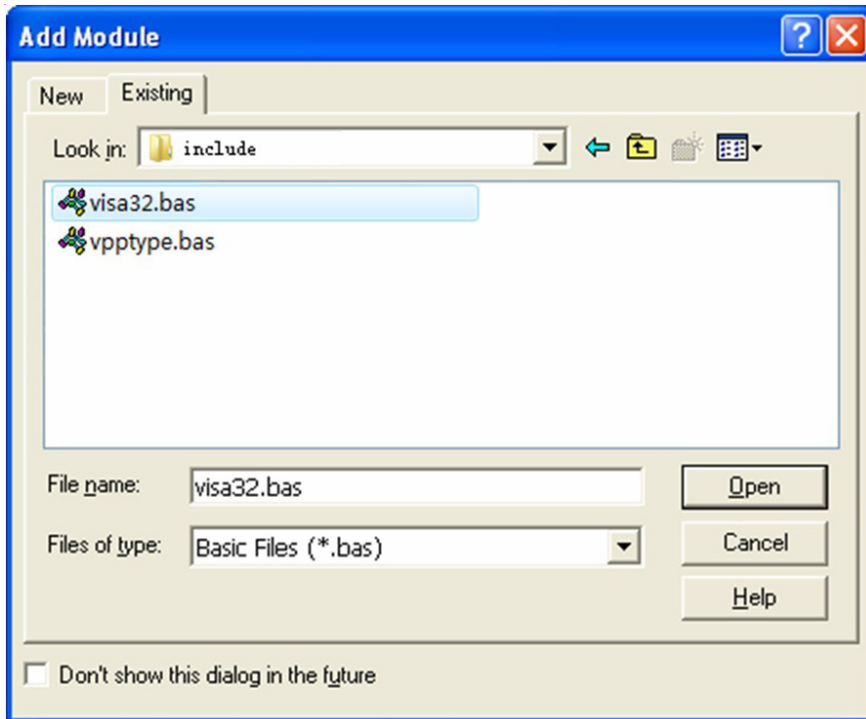 Add Module
New Existing
Look in: include
visa32.bas
vpptype.bas
File name: visa32.bas Open
Files of type: Basic Files (*.bas) Cancel
Help
Don't show this dialog in the future